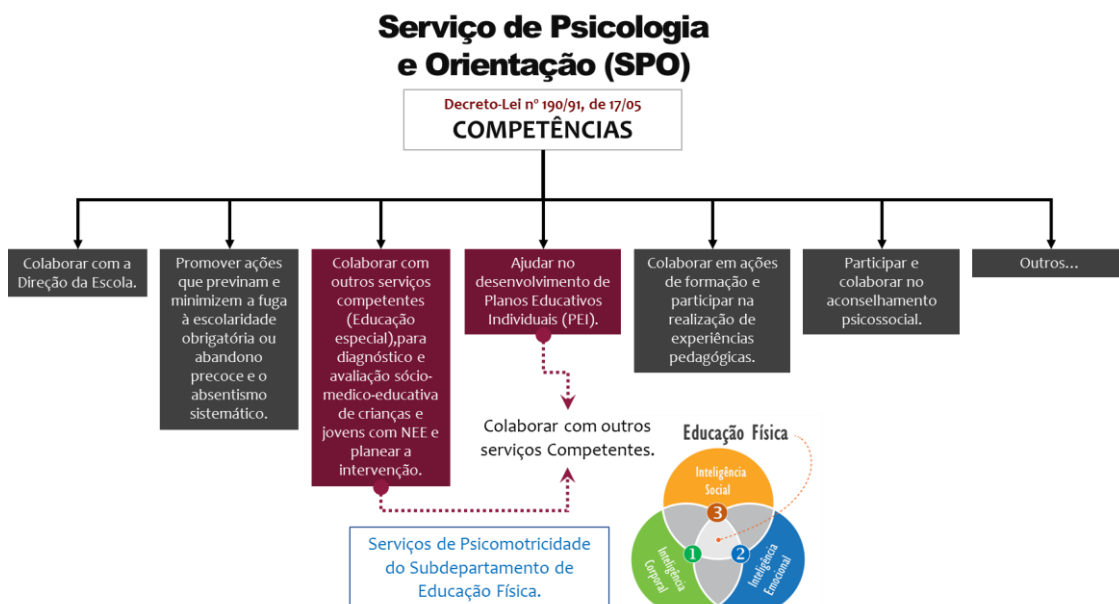 Serviço de Psicologia
e Orientação (SPO)
Decreto-Lei nº 190/91, de 17/05
COMPETÊNCIAS
Colaborar com a
Direção da Escola.
Promover ações
que previnam e
minimizem a fuga
à escolaridade
obrigatória ou
abandono
precoce e o
absentismo
sistemático.
Colaborar com
outros serviços
competentes
(Educação
especial),para
diagnóstico e
avaliação sócio-
medico-educativa
de crianças e
jovens com NEE e
planear a
intervenção.
Ajudar no
desenvolvimento de
Planos Educativos
Individuais (PEI).
Colaborar em ações
de formação e
participar na
realização de
experiências
pedagógicas.
Participar e
colaborar no
aconselhamento
psicossocial.
Outros...
Colaborar com outros
serviços Competentes.
Serviços de Psicomotricidade
do Subdepartamento de
Educação Física.
Educação Física
Inteligência
Social
3
1
2
Inteligência
Corporal
Inteligência
Emocional